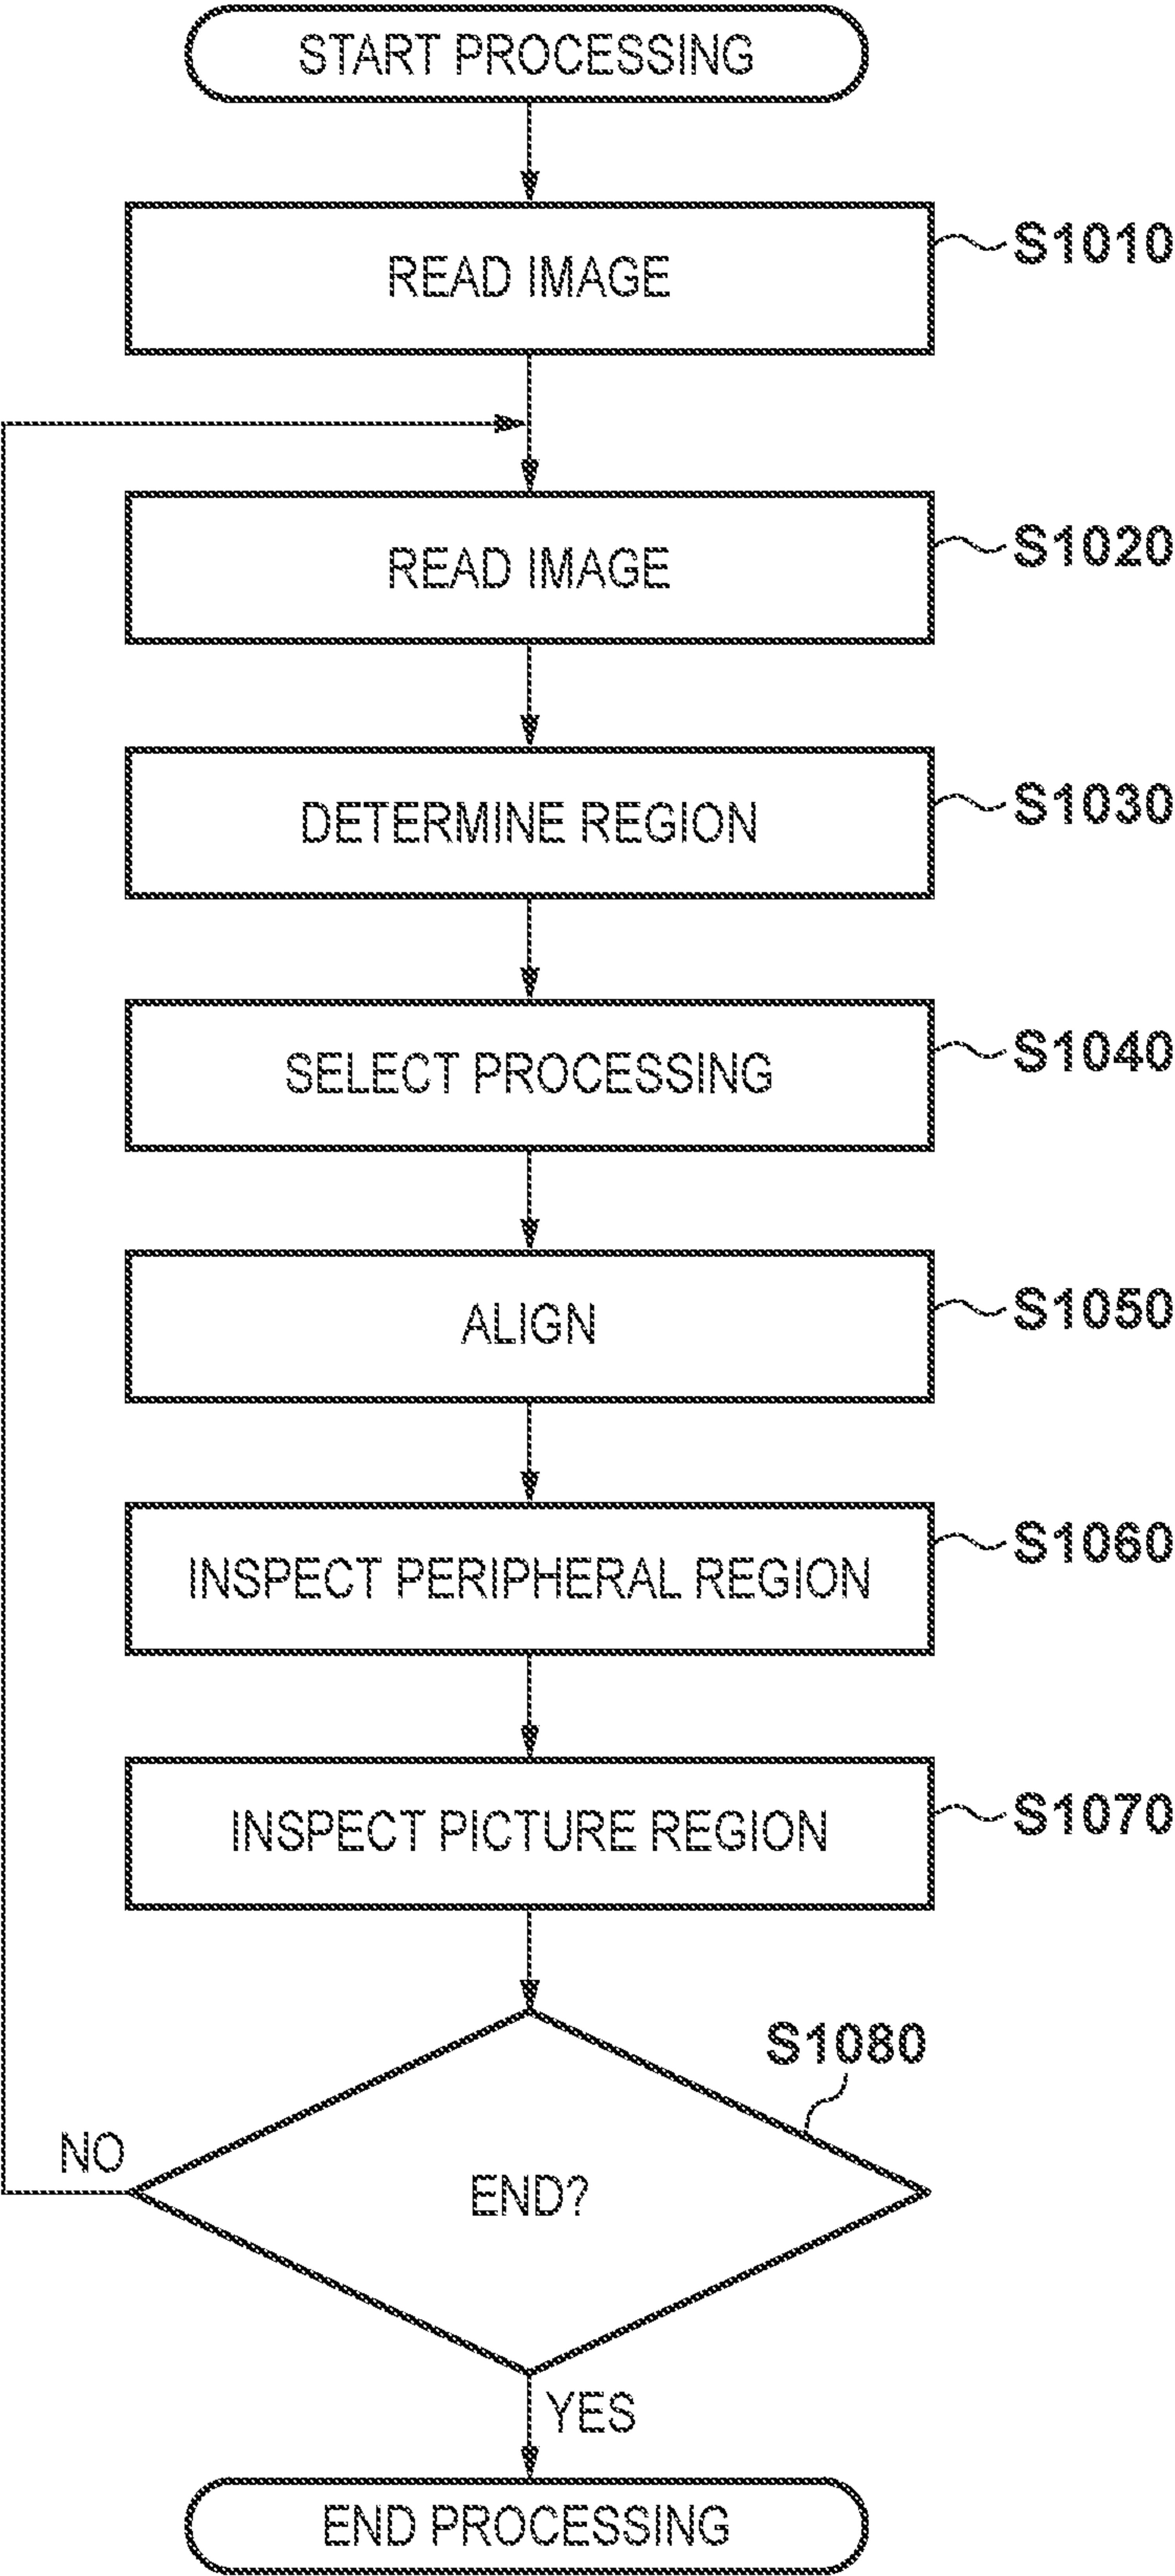 START PROCESSING
READ IMAGE
S1010
READ IMAGE
S1020
DETERMINE REGION
S1030
SELECT PROCESSING
S1040
ALIGN
S1050
INSPECT PERIPHERAL REGION
S1060
INSPECT PICTURE REGION
S1070
S1080
NO
END?
YES
END PROCESSING